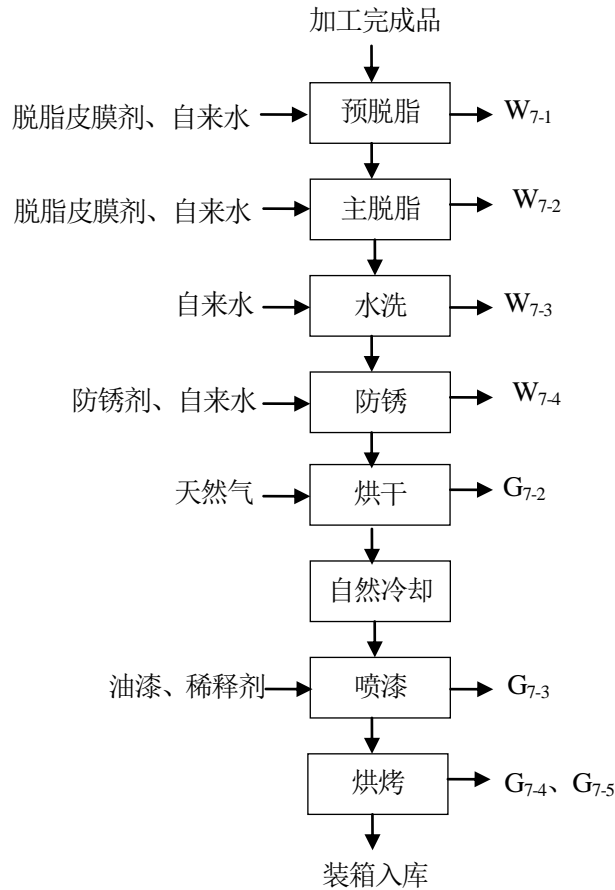 加工完成品
脱脂皮膜剂、自来水 预脱脂 W7-1
脱脂皮膜剂、自来水 主脱脂 W7-2
自来水 水洗 W7-3
防锈剂、自来水 防锈 W7-4
天然气 烘干 G7-2
自然冷却
油漆、稀释剂 喷漆 G7-3
烘烤 G7-4、G7-5
装箱入库